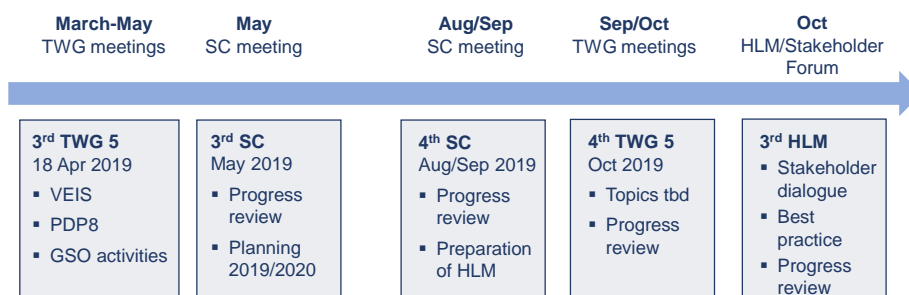 March-May
TWG meetings
May
SC meeting
Aug/Sep
SC meeting
Sep/Oct
TWG meetings
Oct
HLM/Stakeholder
Forum
3rd TWG 5
18 Apr 2019
▪ VEIS
▪ PDP8
▪ GSO activities
3rd SC
May 2019
▪ Progress
review
▪ Planning
2019/2020
4th SC
Aug/Sep 2019
▪ Progress
review
▪ Preparation
of HLM
4th TWG 5
Oct 2019
▪ Topics tbd
▪ Progress
review
3rd HLM
▪ Stakeholder
dialogue
▪ Best
practice
▪ Progress
review